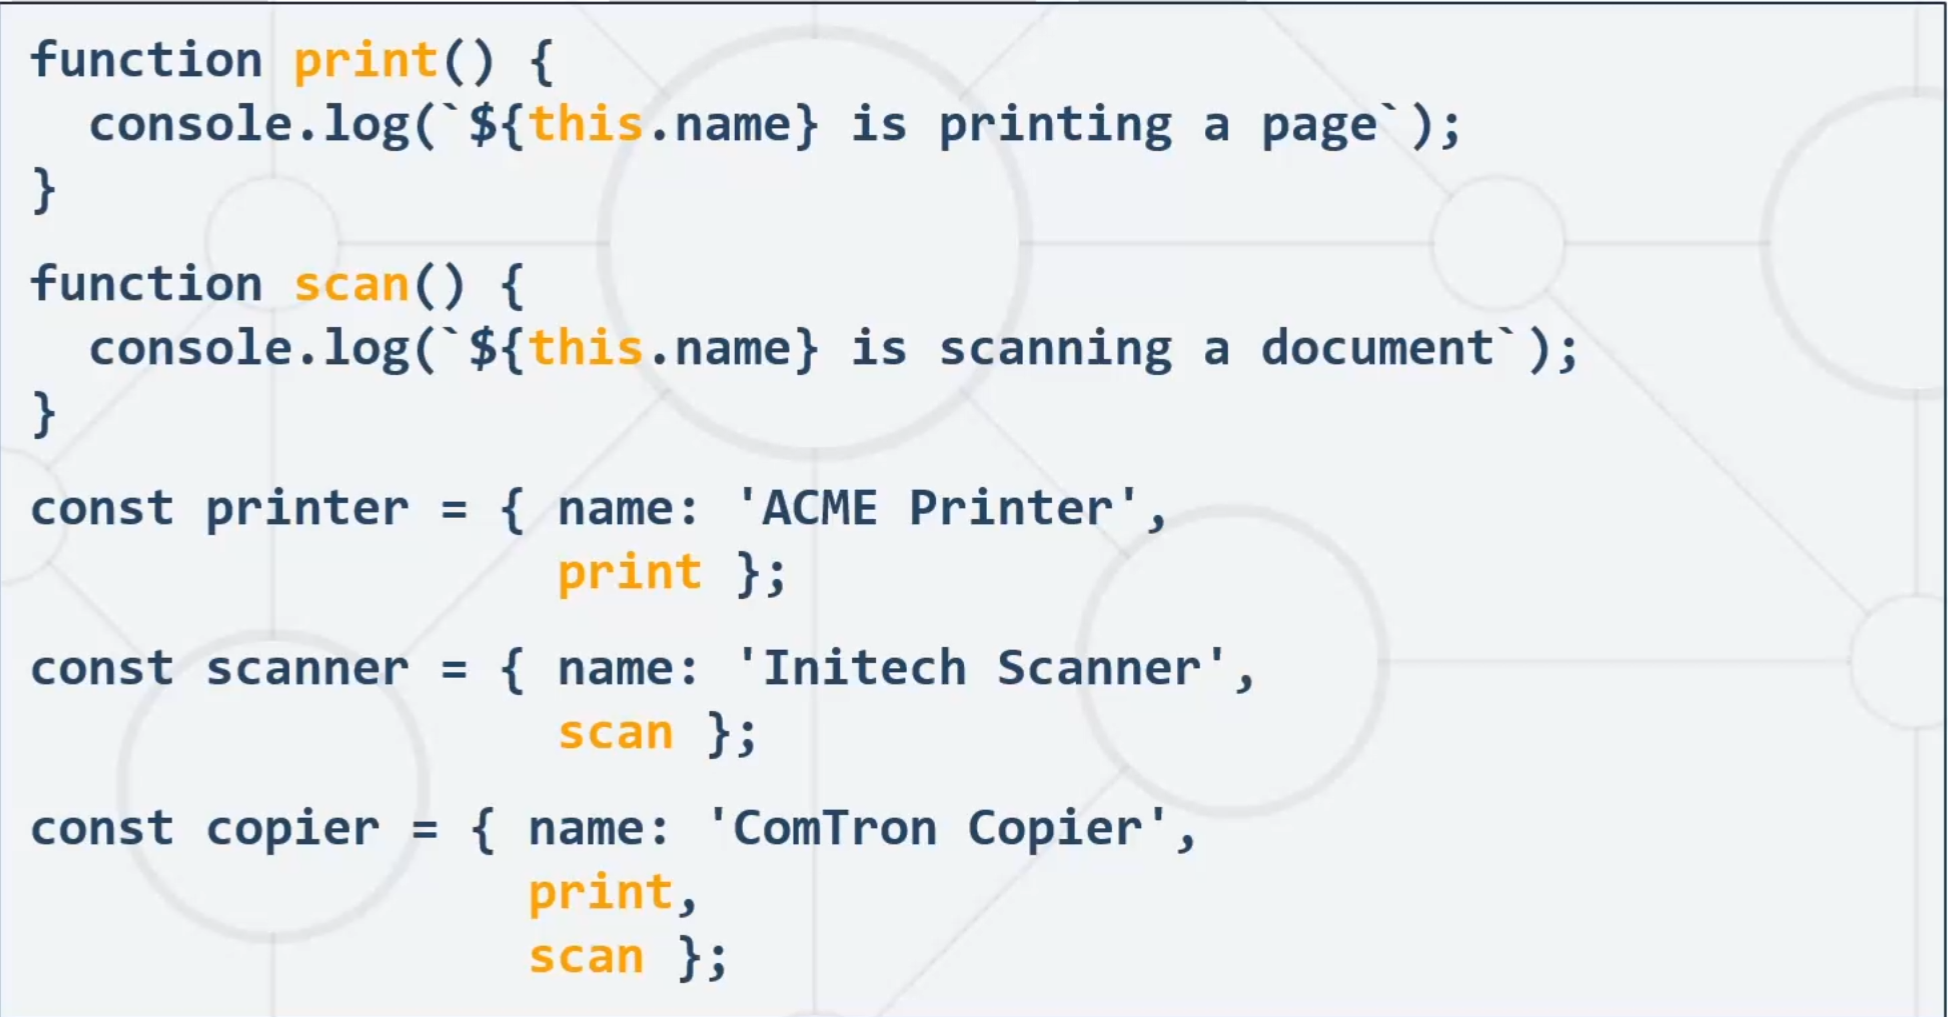 function print() {
  console.log(`${this.name} is printing a page`);
}
function scan() {
  console.log(`${this.name} is scanning a document`);
}
const printer = { name: 'ACME Printer',
                  print };
const scanner = { name: 'Initech Scanner',
                  scan };
const copier = { name: 'ComTron Copier',
                 print,
                 scan };